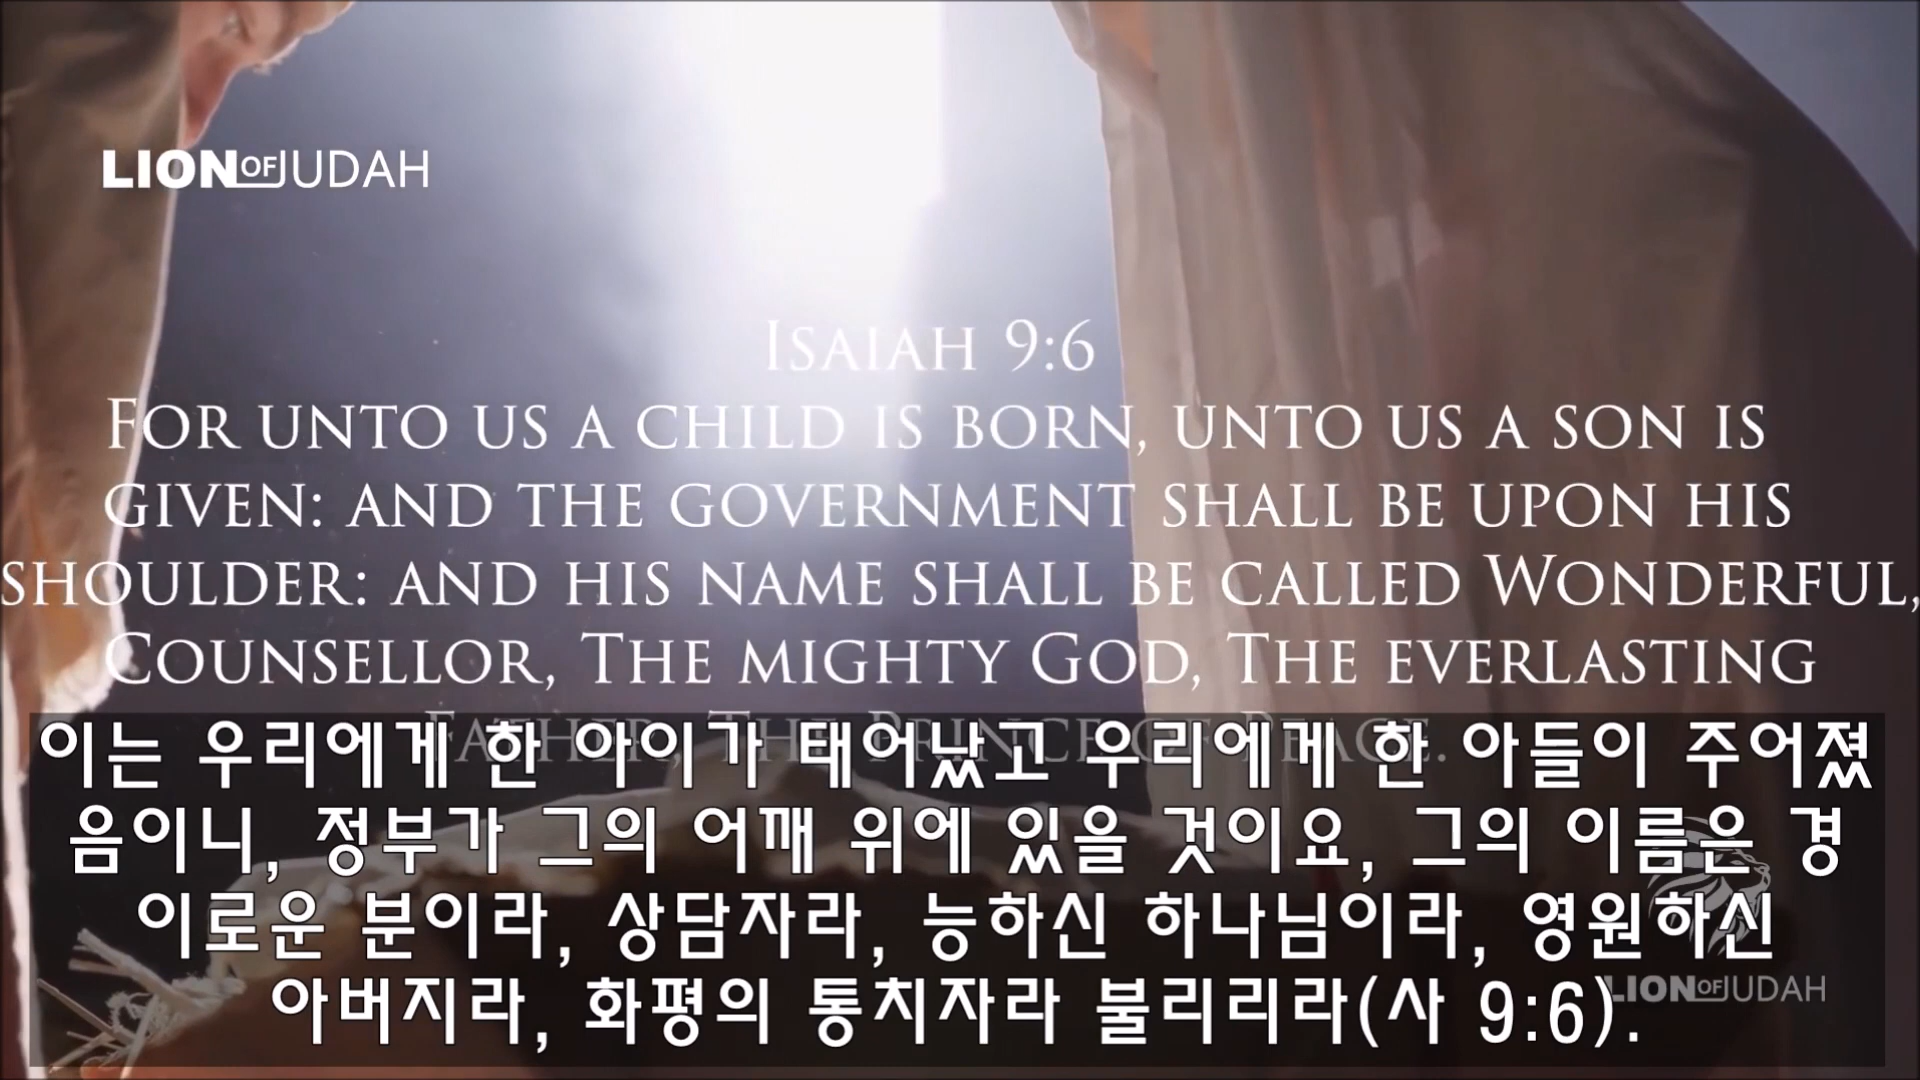 LION OF JUDAH
ISAIAH 9:6
FOR UNTO US A CHILD IS BORN, UNTO US A SON IS
GIVEN: AND THE GOVERNMENT SHALL BE UPON HIS
SHOULDER: AND HIS NAME SHALL BE CALLED WONDERFUL,
COUNSELLOR, THE MIGHTY GOD, THE EVERLASTING
FATHER, THE PRINCE OF PEACE.
이는 우리에게 한 아이가 태어났고 우리에게 한 아들이 주어졌
음이니, 정부가 그의 어깨 위에 있을 것이요, 그의 이름은 경
이로운 분이라, 상담자라, 능하신 하나님이라, 영원하신
아버지라, 화평의 통치자라 불리리라(사 9:6).
LION OF JUDAH